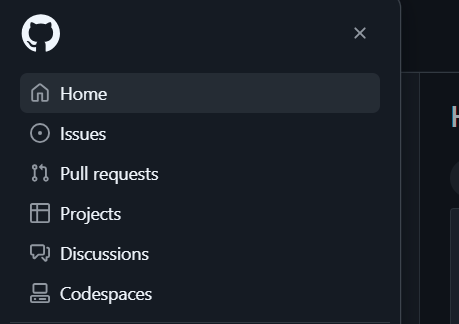 Home
Issues
Pull requests
Projects
Discussions
Codespaces